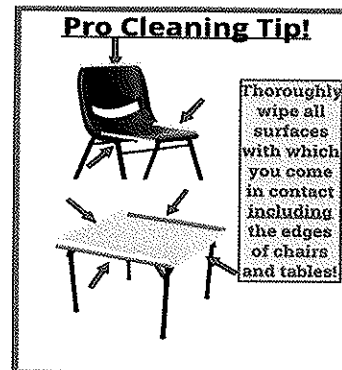 Pro Cleaning Tip!
Thoroughly
wipe all
surfaces
with which
you come
in contact
including
the edges
of chairs
and tables!